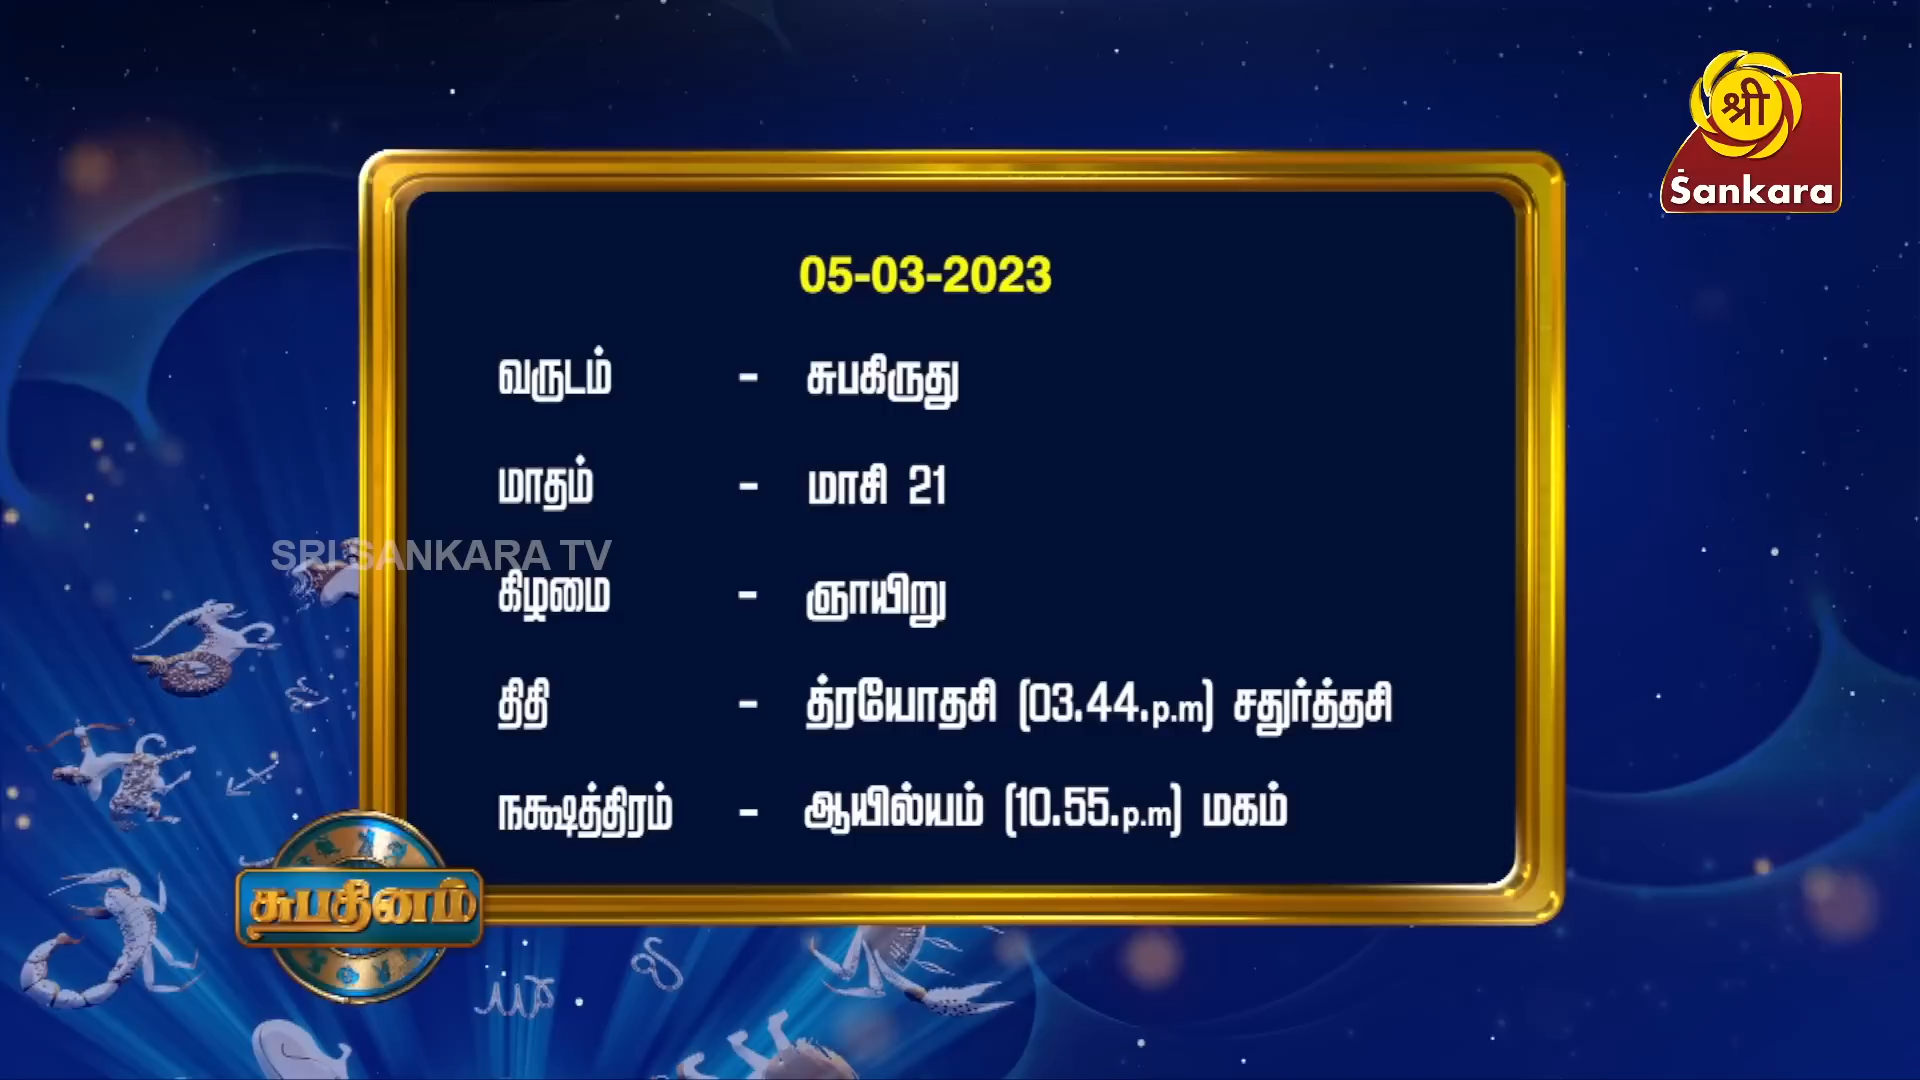 श्री
Sankara
05-03-2023
வருடம் - சுபகிருது
மாதம் - மாசி 21
SRI SANKARA TV
கிழமை - ஞாயிறு
திதி - த்ரயோதசி (03.44.p.m) சதுர்த்தசி
நக்ஷத்திரம் - ஆயில்யம் (10.55.p.m) மகம்
சுபதினம்